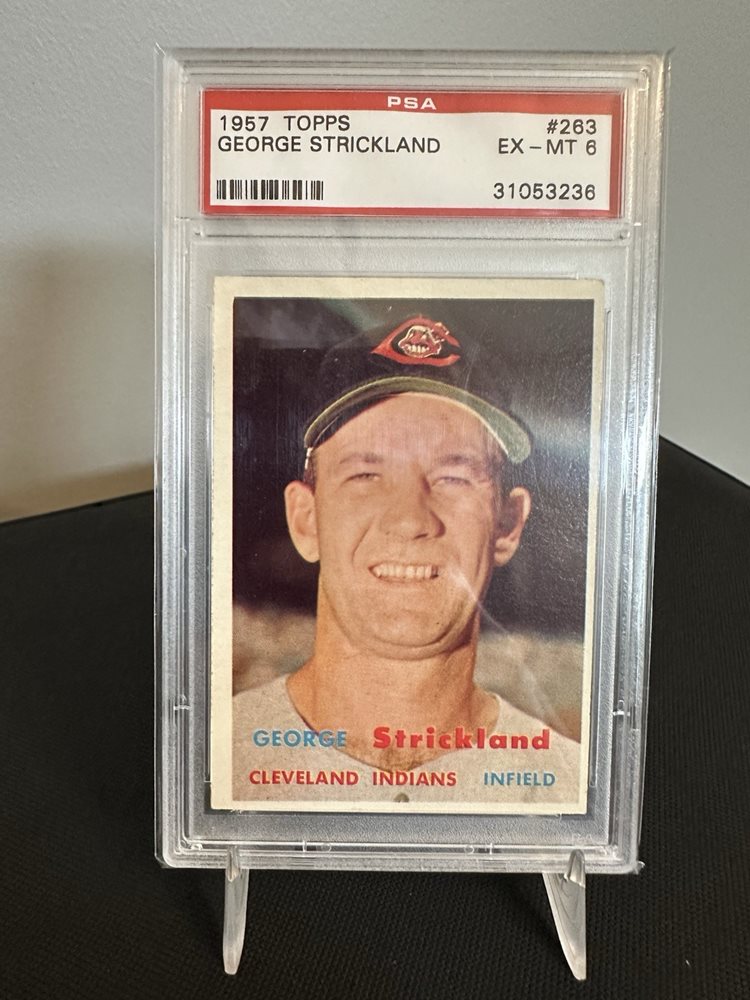 PSA
1957 TOPPS #263
GEORGE STRICKLAND EX - MT 6
31053236
GEORGE Strickland
CLEVELAND INDIANS INFIELD